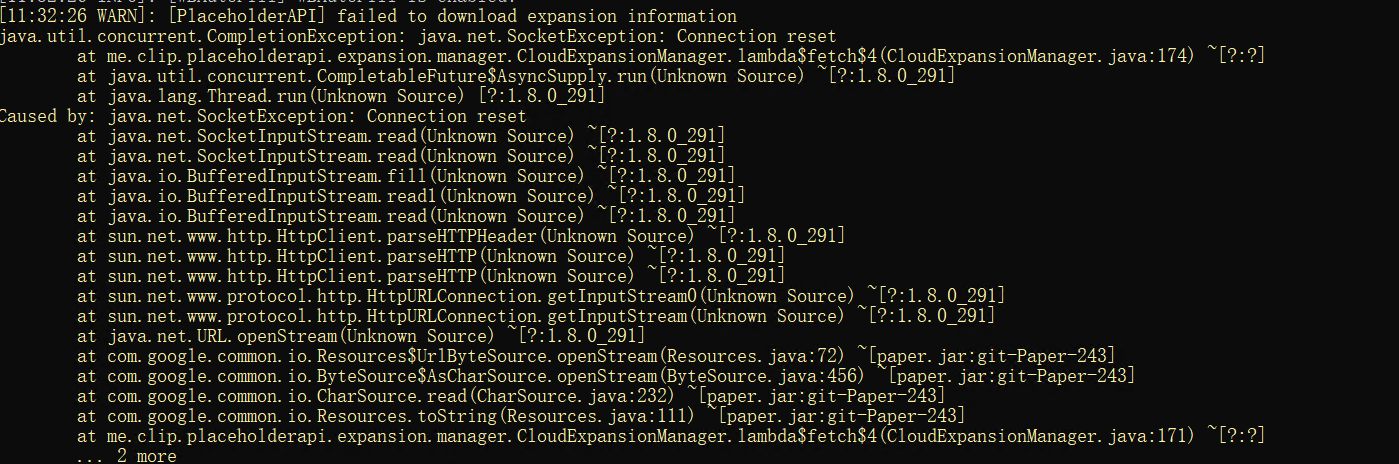 [11:32:26 WARN]: [PlaceholderAPI] failed to download expansion information
java.util.concurrent.CompletionException: java.net.SocketException: Connection reset
at me.clip.placeholderapi.expansion.manager.CloudExpansionManager.lambda$fetch$4(CloudExpansionManager.java:174) ~[?:?]
at java.util.concurrent.CompletableFuture$AsyncSupply.run(Unknown Source) ~[?:1.8.0_291]
at java.lang.Thread.run(Unknown Source) [?:1.8.0_291]
Caused by: java.net.SocketException: Connection reset
at java.net.SocketInputStream.read(Unknown Source) ~[?:1.8.0_291]
at java.net.SocketInputStream.read(Unknown Source) ~[?:1.8.0_291]
at java.io.BufferedInputStream.fill(Unknown Source) ~[?:1.8.0_291]
at java.io.BufferedInputStream.read1(Unknown Source) ~[?:1.8.0_291]
at java.io.BufferedInputStream.read(Unknown Source) ~[?:1.8.0_291]
at sun.net.www.http.HttpClient.parseHTTPHeader(Unknown Source) ~[?:1.8.0_291]
at sun.net.www.http.HttpClient.parseHTTP(Unknown Source) ~[?:1.8.0_291]
at sun.net.www.http.HttpClient.parseHTTP(Unknown Source) ~[?:1.8.0_291]
at sun.net.www.protocol.http.HttpURLConnection.getInputStream0(Unknown Source) ~[?:1.8.0_291]
at sun.net.www.protocol.http.HttpURLConnection.getInputStream(Unknown Source) ~[?:1.8.0_291]
at java.net.URL.openStream(Unknown Source) ~[?:1.8.0_291]
at com.google.common.io.Resources$UrlByteSource.openStream(Resources.java:72) ~[paper.jar:git-Paper-243]
at com.google.common.io.ByteSource$AsCharSource.openStream(ByteSource.java:456) ~[paper.jar:git-Paper-243]
at com.google.common.io.CharSource.read(CharSource.java:232) ~[paper.jar:git-Paper-243]
at com.google.common.io.Resources.toString(Resources.java:111) ~[paper.jar:git-Paper-243]
at me.clip.placeholderapi.expansion.manager.CloudExpansionManager.lambda$fetch$4(CloudExpansionManager.java:171) ~[?:?]
... 2 more